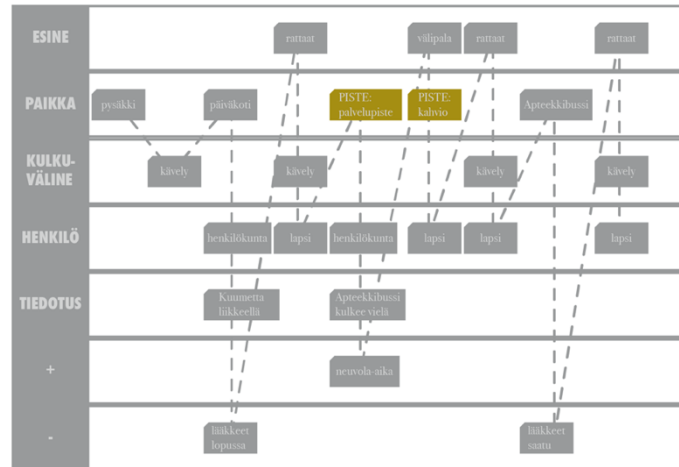 ESINE
rattaat
välipala
rattaat
rattaat
PAIKKA
pysäkki
päiväkoti
PISTE:
palvelupiste
PISTE:
kahvio
Apteekkibussi
KULKU-
VÄLINE
kävely
kävely
kävely
kävely
HENKILÖ
henkilökunta
lapsi
henkilökunta
lapsi
lapsi
lapsi
TIEDOTUS
Kuumetta
liikkeellä
Apteekkibussi
kulkee vielä
+
neuvola-aika
-
lääkkeet
lopussa
lääkkeet
saatu